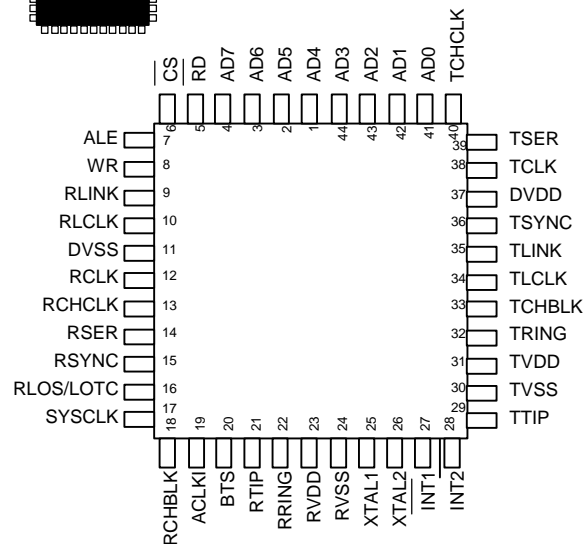 CS
RD
AD7
AD6
AD5
AD4
AD3
AD2
AD1
AD0
TCHCLK
6
5
4
3
2
1
44
43
42
41
40
ALE 7
WR 8
RLINK 9
RLCLK 10
DVSS 11
RCLK 12
RCHCLK 13
RSER 14
RSYNC 15
RLOS/LOTC 16
SYSCLK 17
39 TSER
38 TCLK
37 DVDD
36 TSYNC
35 TLINK
34 TLCLK
33 TCHBLK
32 TRING
31 TVDD
30 TVSS
29 TTIP
18
19
20
21
22
23
24
25
26
27
28
RCHBLK
ACLKI
BTS
RTIP
RRING
RVDD
RVSS
XTAL1
XTAL2
INT1
INT2